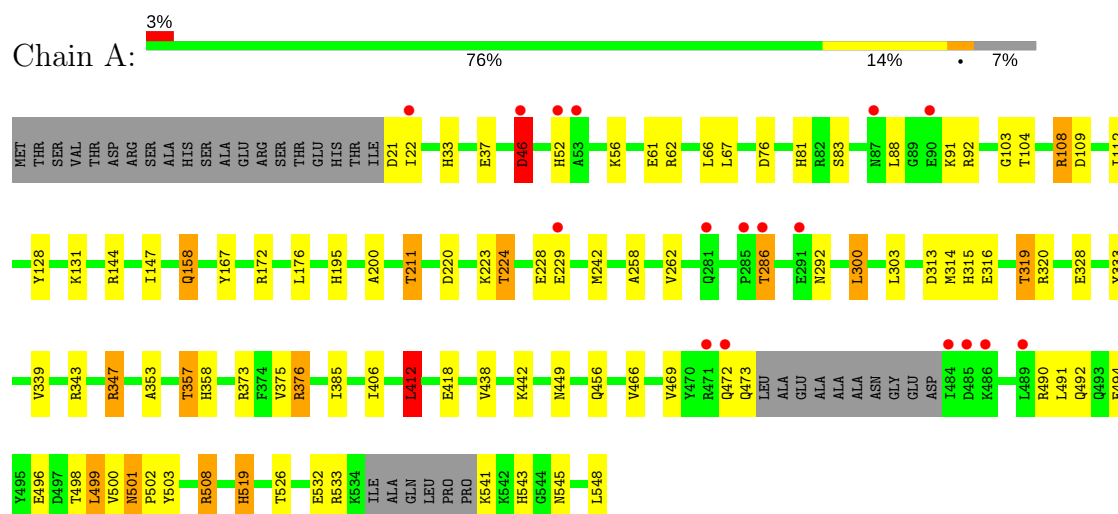 3%
Chain A:
76% 14% • 7%
MET THR SER VAL THR ASP ARG SER ALA HIS SER ALA GLU ARG SER THR GLU HIS THR ILE D21 I22 H33 E37 D46 H52 A53 K56 E61 R62 L66 L67 D76 H81 R82 S83 N87 L88 G89 E90 K91 R92 G103 T104 R108 D109
Y128 K131 R144 I147 Q158 Y167 R172 L176 H195 A200 T211 D220 K223 T224 E228 E229 M242 A258 V262 Q281 P285 T286 E291 N292 L300 L303 D313 M314 H315 E316 T319 R320 E328
V339 R343 R347 A353 T357 H358 R373 F374 V375 R376 I385 I406 L412 E418 V438 K442 N449 Q456 V466 V469 Y470 R471 Q472 Q473 LEU ALA GLU ALA ALA ALA ASN GLY GLU ASP I484 D485 K486 L489 R490 L491 Q492 Q493
Y495 E496 D497 T498 L499 V500 N501 P502 Y503 R508 H519 T526 E532 R533 K534 ILE ALA GLN LEU PRO PRO K541 K542 H543 G544 N545 L548